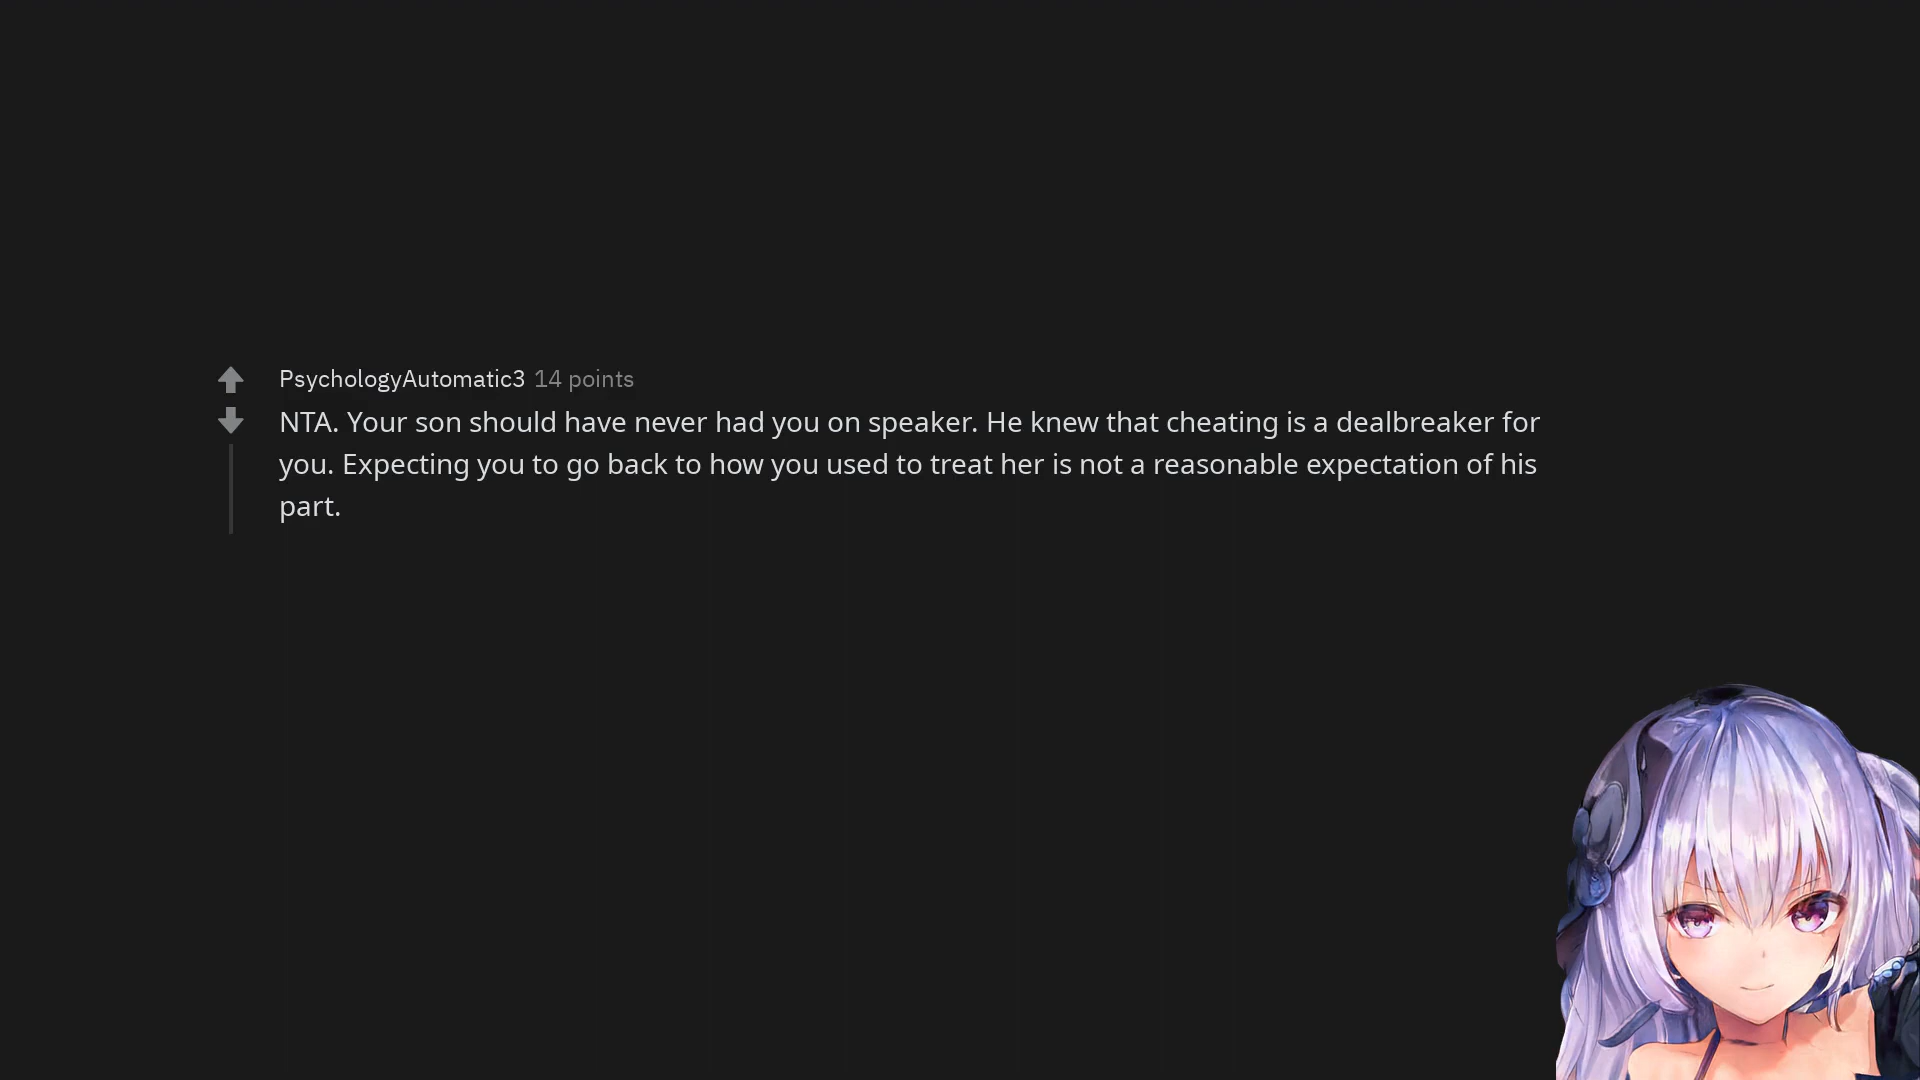 PsychologyAutomatic3 14 points
NTA. Your son should have never had you on speaker. He knew that cheating is a dealbreaker for
you. Expecting you to go back to how you used to treat her is not a reasonable expectation of his
part.